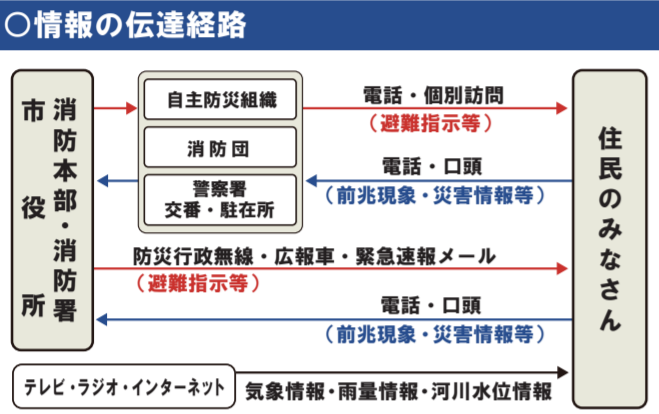 ○情報の伝達経路
市役所
消防本部・消防署
自主防災組織
消防団
警察署
交番・駐在所
電話・個別訪問
（避難指示等）
電話・口頭
（前兆現象・災害情報等）
防災行政無線・広報車・緊急速報メール
（避難指示等）
電話・口頭
（前兆現象・災害情報等）
住民のみなさん
テレビ・ラジオ・インターネット
気象情報・雨量情報・河川水位情報